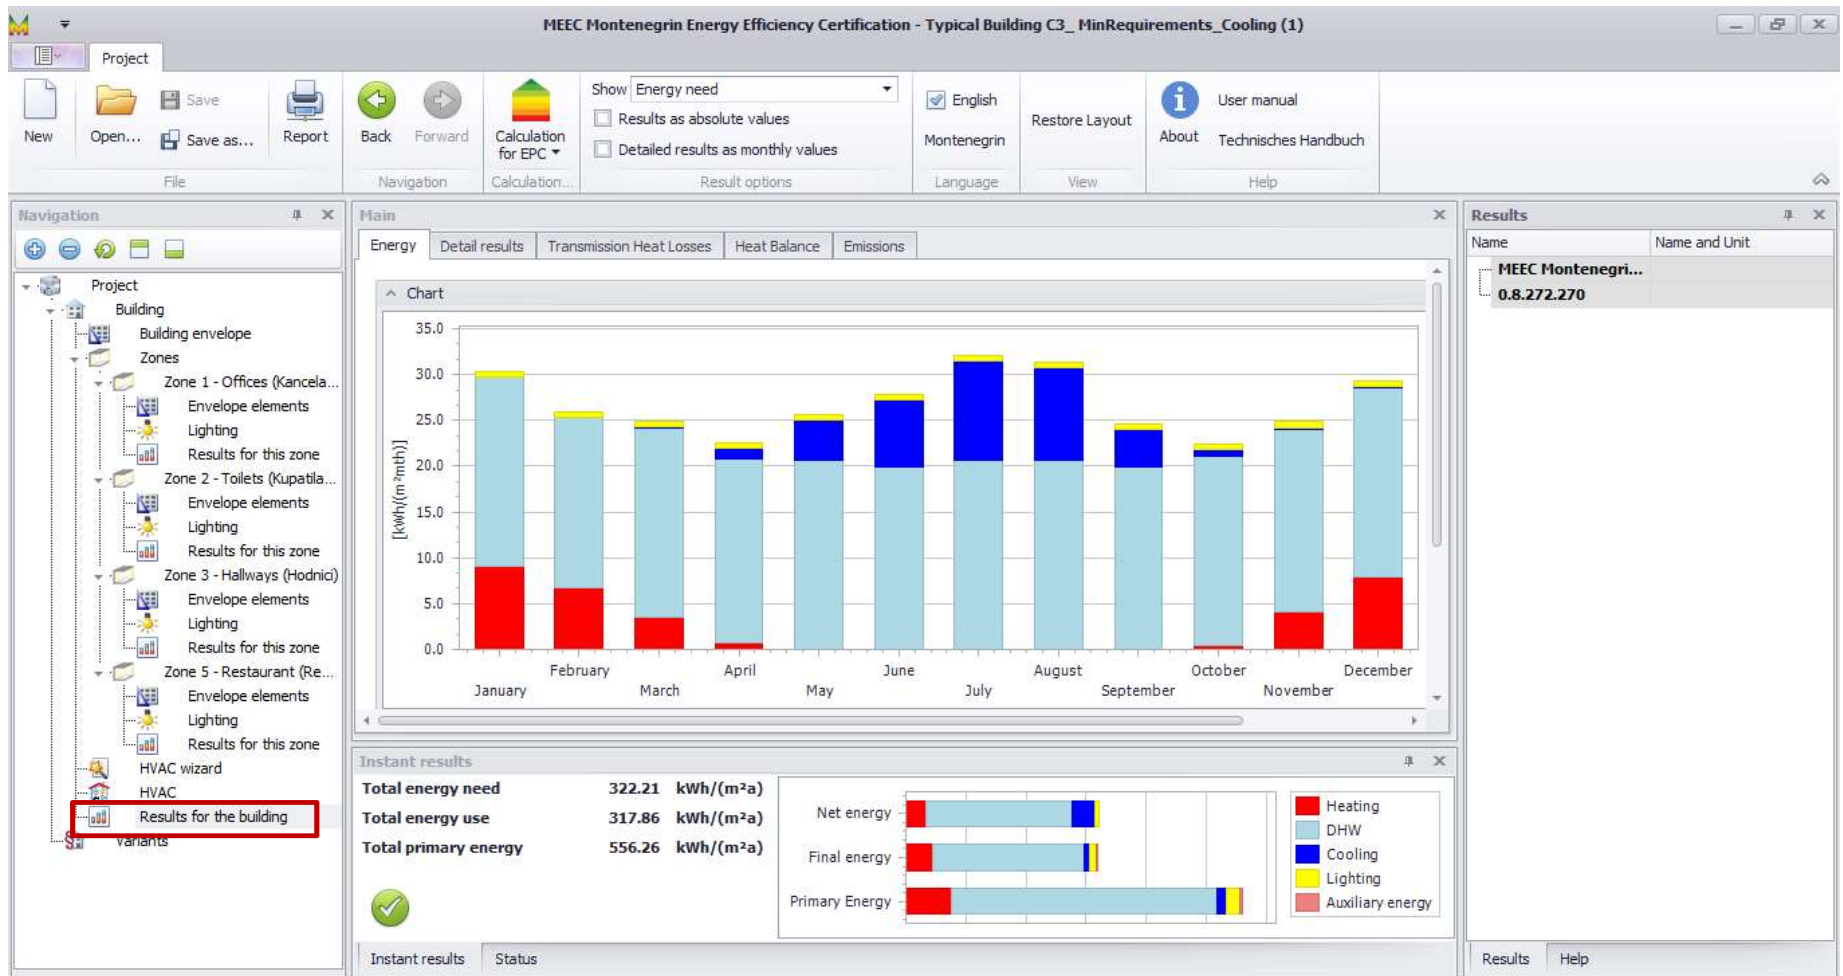 MEEC Montenegrin Energy Efficiency Certification - Typical Building C3_ MinRequirements_Cooling (1)
Project
New
Open...
Save
Save as...
Report
File
Back
Forward
Navigation
Calculation
for EPC
Calculation...
Show Energy need
Results as absolute values
Detailed results as monthly values
Result options
English
Montenegrin
Language
Restore Layout
View
About
User manual
Technisches Handbuch
Help
Navigation
Project
Building
Building envelope
Zones
Zone 1 - Offices (Kancela...
Envelope elements
Lighting
Results for this zone
Zone 2 - Toilets (Kupatila...
Envelope elements
Lighting
Results for this zone
Zone 3 - Hallways (Hodnici)
Envelope elements
Lighting
Results for this zone
Zone 5 - Restaurant (Re...
Envelope elements
Lighting
Results for this zone
HVAC wizard
HVAC
Results for the building
Variants
Main
Energy Detail results Transmission Heat Losses Heat Balance Emissions
Chart
[kWh/(m²mth)]
35.0
30.0
25.0
20.0
15.0
10.0
5.0
0.0
February April June August October December
January March May July September November
Instant results
Total energy need 322.21 kWh/(m²a)
Total energy use 317.86 kWh/(m²a)
Total primary energy 556.26 kWh/(m²a)
Net energy
Final energy
Primary Energy
Heating
DHW
Cooling
Lighting
Auxiliary energy
Instant results Status
Results
Name Name and Unit
MEEC Montenegri...
0.8.272.270
Results Help